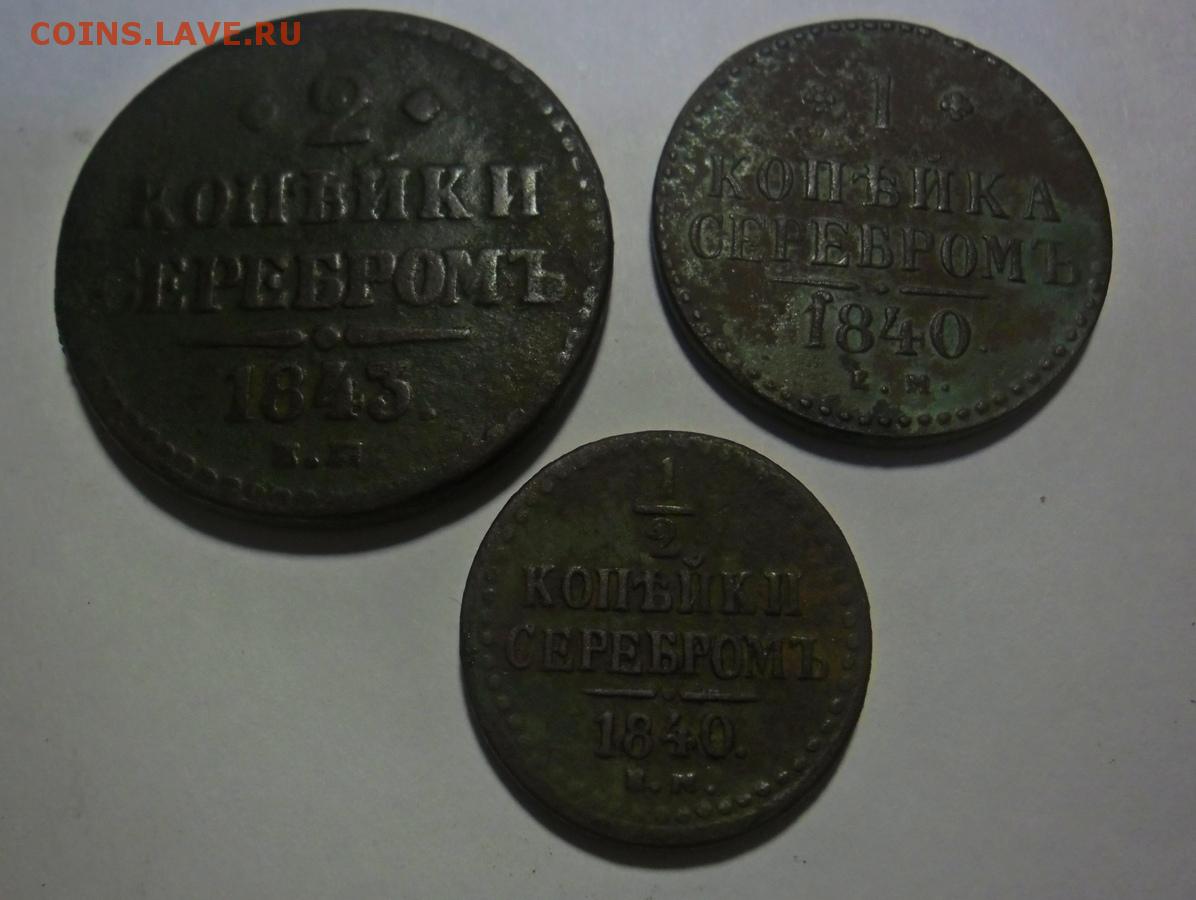 COINS.LAVE.RU
· 2 ·
КОПѢЙКИ
СЕРЕБРОМЪ
1843.
Е.М
1
КОПѢЙКА
СЕРЕБРОМЪ
1840.
Е.М.
1
2
КОПѢЙКИ
СЕРЕБРОМЪ
1840.
Е.М.